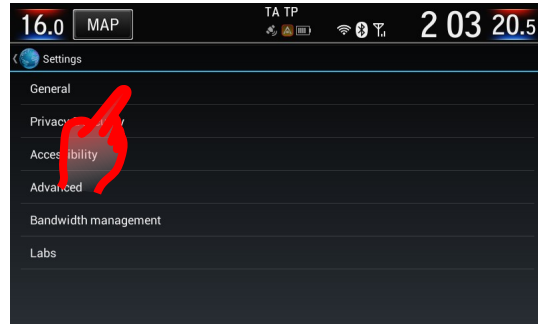 16.0 MAP TA TP 2 03 20.5
Settings
General
Privacy
Accessibility
Advanced
Bandwidth management
Labs